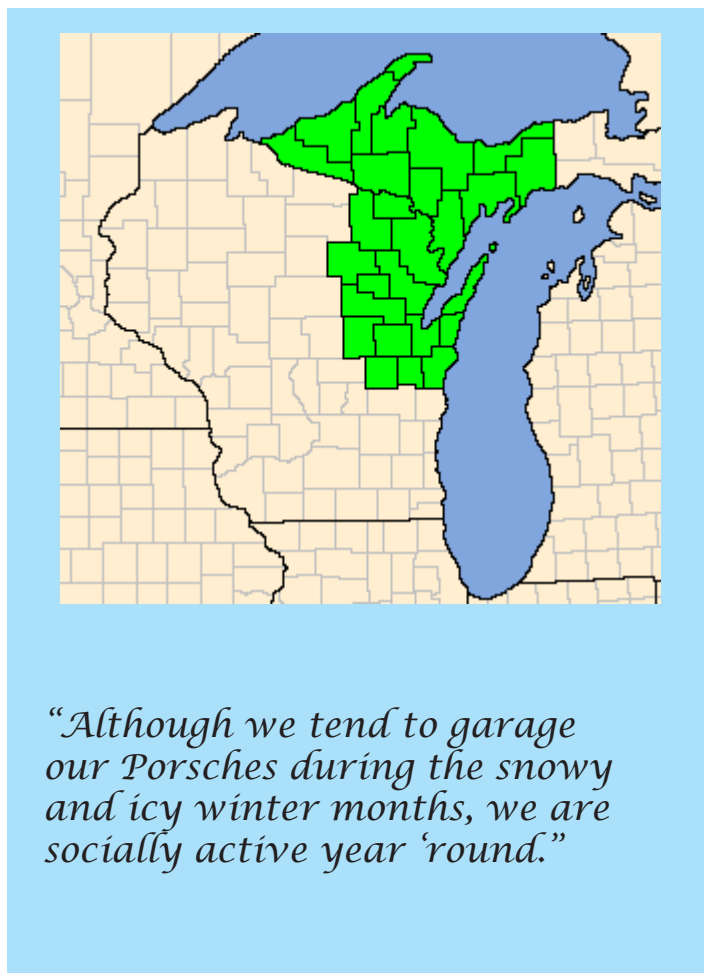 “Although we tend to garage
our Porsches during the snowy
and icy winter months, we are
socially active year ‘round.”